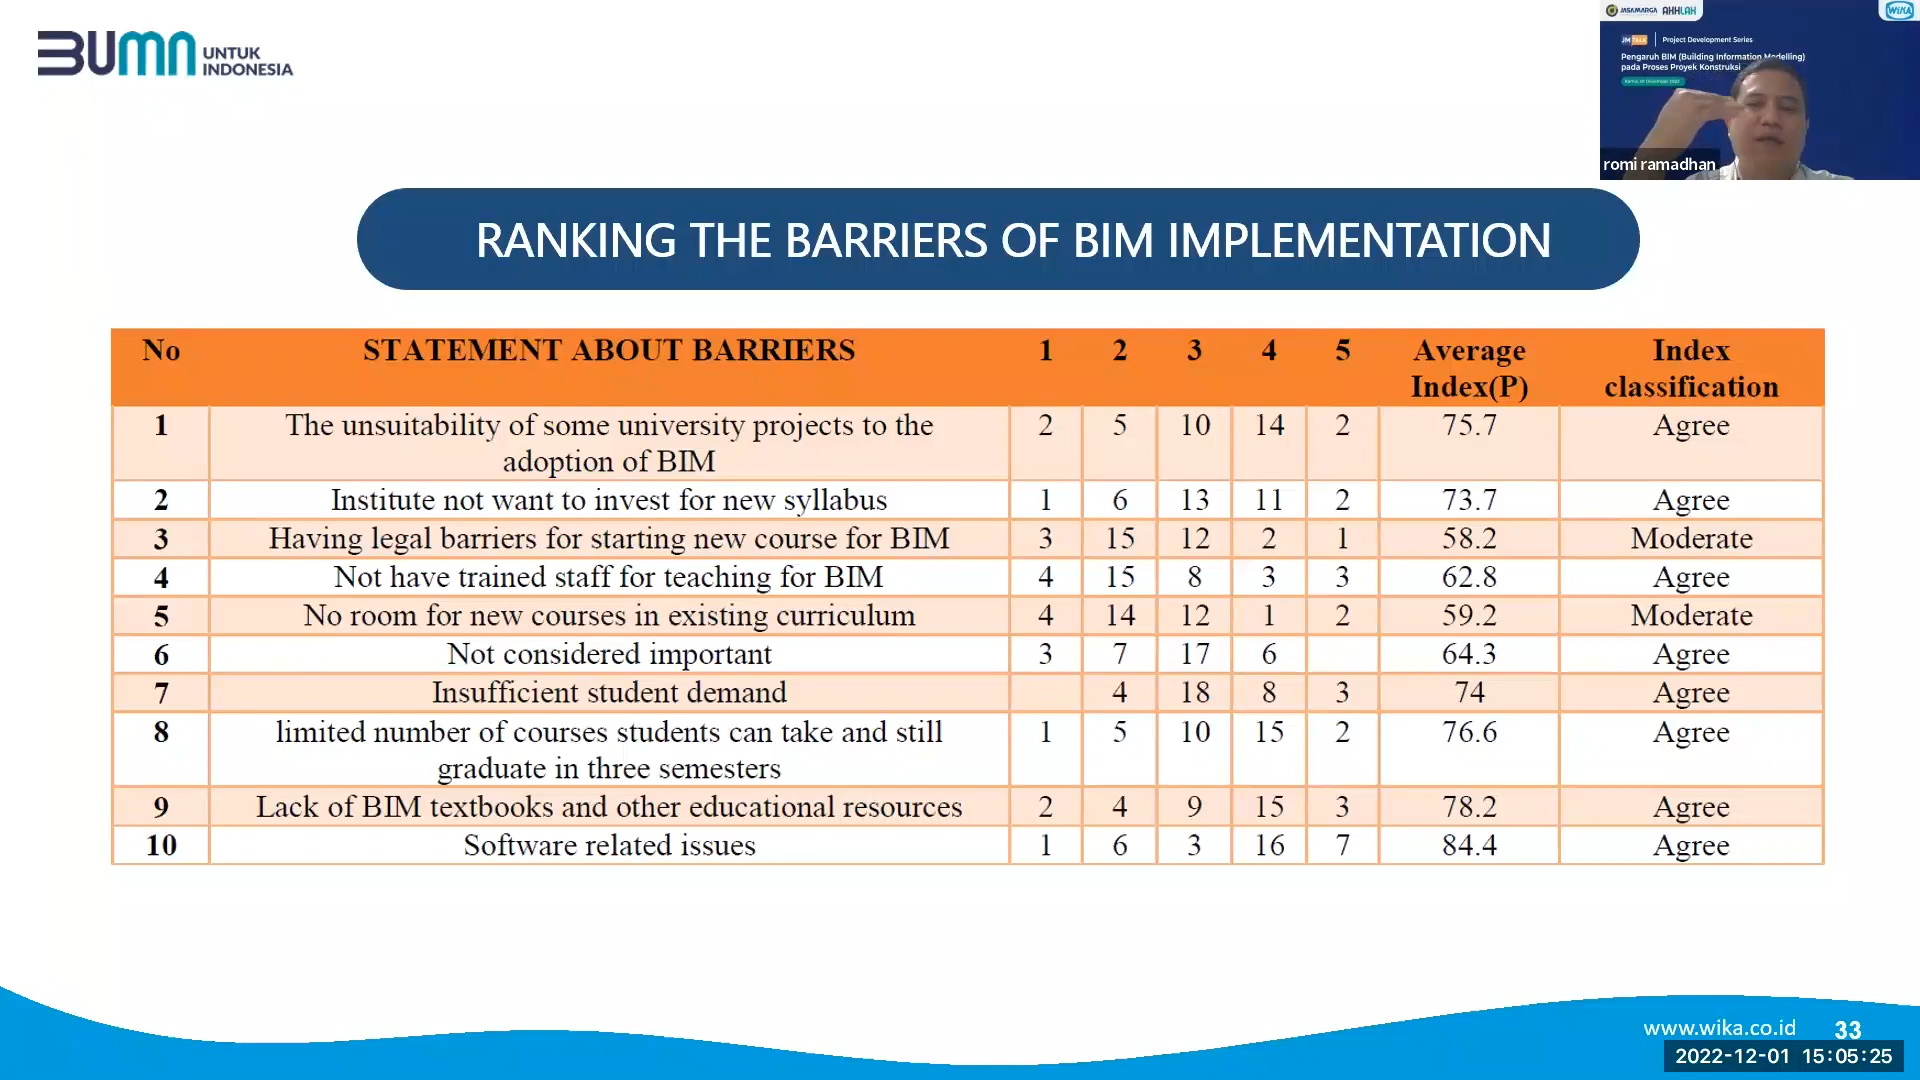 BUMN UNTUK
INDONESIA
JASAMARGA AKHLAK
WIKA
JM TALK | Project Development Series
Pengaruh BIM (Building Information Modelling)
pada Proses Proyek Konstruksi
romi ramadhan
RANKING THE BARRIERS OF BIM IMPLEMENTATION
No STATEMENT ABOUT BARRIERS 1 2 3 4 5 Average Index
Index(P) classification
1 The unsuitability of some university projects to the 2 5 10 14 2 75.7 Agree
adoption of BIM
2 Institute not want to invest for new syllabus 1 6 13 11 2 73.7 Agree
3 Having legal barriers for starting new course for BIM 3 15 12 2 1 58.2 Moderate
4 Not have trained staff for teaching for BIM 4 15 8 3 3 62.8 Agree
5 No room for new courses in existing curriculum 4 14 12 1 2 59.2 Moderate
6 Not considered important 3 7 17 6 64.3 Agree
7 Insufficient student demand 4 18 8 3 74 Agree
8 limited number of courses students can take and still 1 5 10 15 2 76.6 Agree
graduate in three semesters
9 Lack of BIM textbooks and other educational resources 2 4 9 15 3 78.2 Agree
10 Software related issues 1 6 3 16 7 84.4 Agree
www.wika.co.id 33
2022-12-01 15:05:25